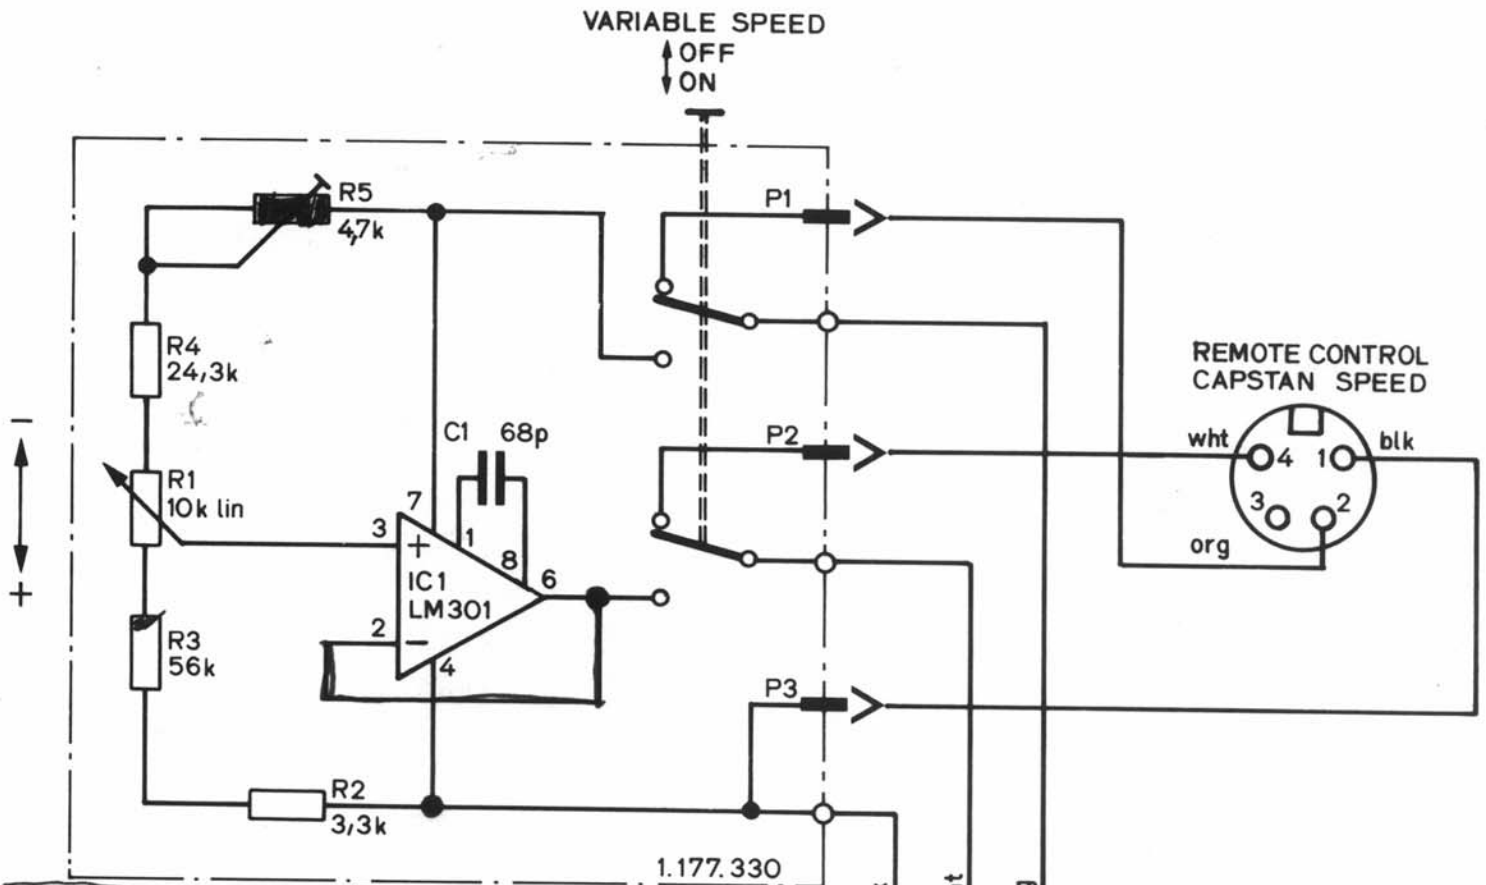 VARIABLE SPEED
OFF
ON
R5
4,7k
P1
R4
24,3k
REMOTE CONTROL
CAPSTAN SPEED
-
C1 68p
P2
wht
4
1
blk
R1
10k lin
7
3
+
1
8
6
3
2
org
IC1
LM301
+
2
-
4
R3
56k
P3
R2
3,3k
1.177.330